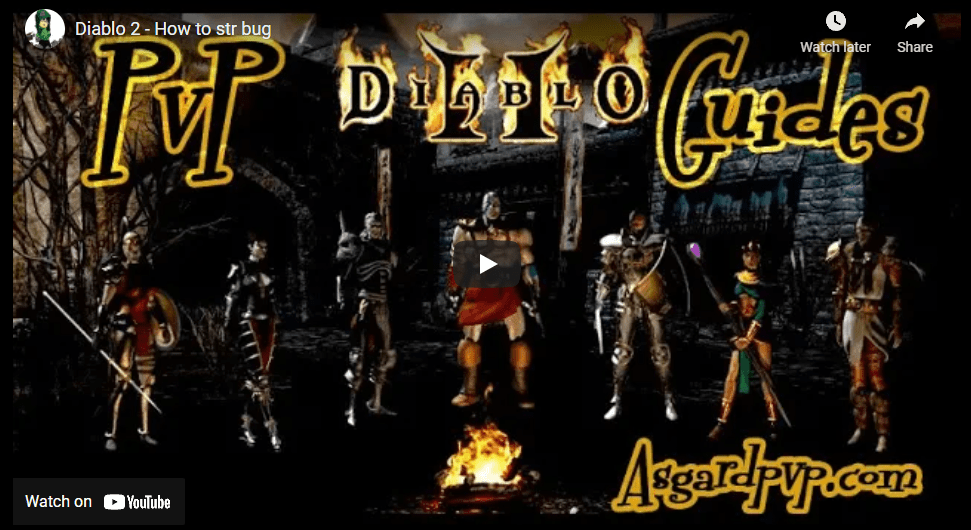 Diablo 2 - How to str bug
Watch later
Share
PvP
DIABLO
II
Guides
Asgardpvp.com
Watch on YouTube